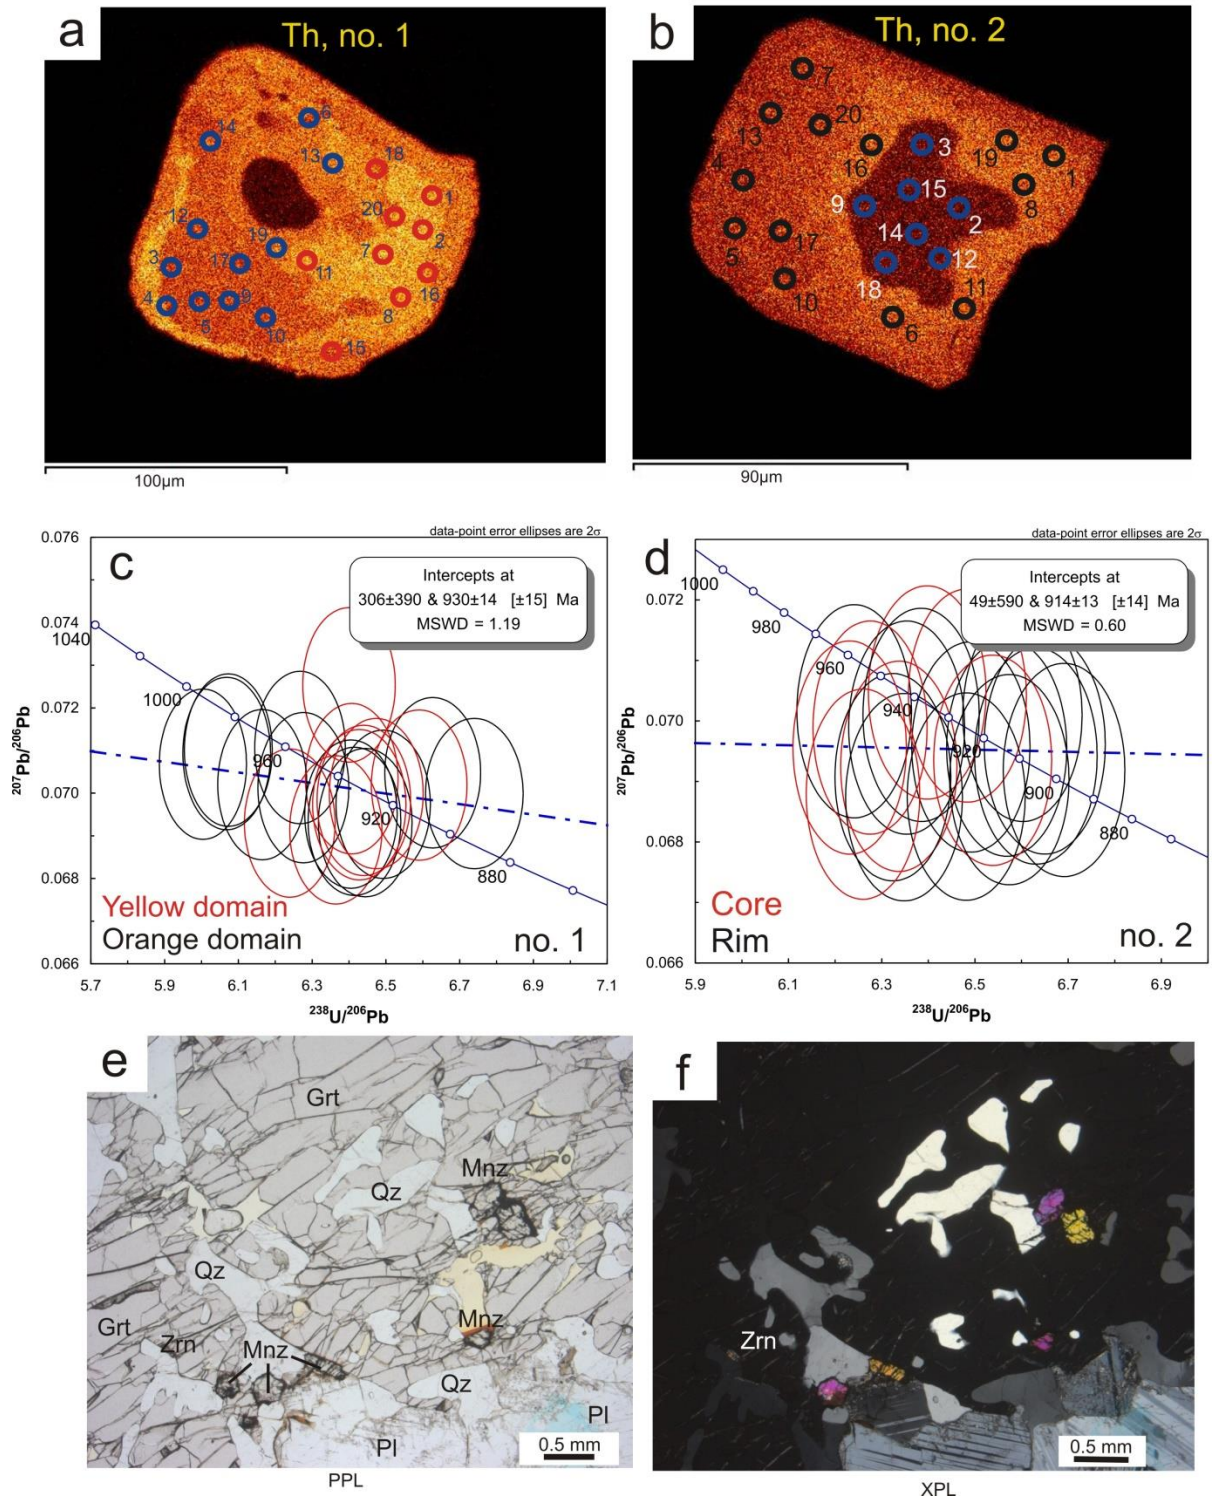 a
Th, no. 1
6
14
13
18
1
20
12
2
19
7
3
17
11
16
4
5
9
8
10
15
100µm
b
Th, no. 2
7
13
20
3
19
16
1
4
15
8
9
2
5
17
14
12
10
18
11
6
90µm
data-point error ellipses are 2σ
c
Intercepts at
306±390 & 930±14 [±15] Ma
MSWD = 1.19
0.076
0.074
0.072
0.070
0.068
0.066
1040
1000
960
920
880
Yellow domain
Orange domain
no. 1
5.7 5.9 6.1 6.3 6.5 6.7 6.9 7.1
238U/206Pb
207Pb/206Pb
data-point error ellipses are 2σ
d
Intercepts at
49±590 & 914±13 [±14] Ma
MSWD = 0.60
1000
980
960
940
920
900
880
0.072
0.070
0.068
0.066
Core
Rim
no. 2
5.9 6.1 6.3 6.5 6.7 6.9
238U/206Pb
207Pb/206Pb
e
Grt
Mnz
Qz
Qz
Mnz
Grt
Zrn
Mnz
Qz
Pl
Pl
0.5 mm
PPL
f
Zrn
0.5 mm
XPL